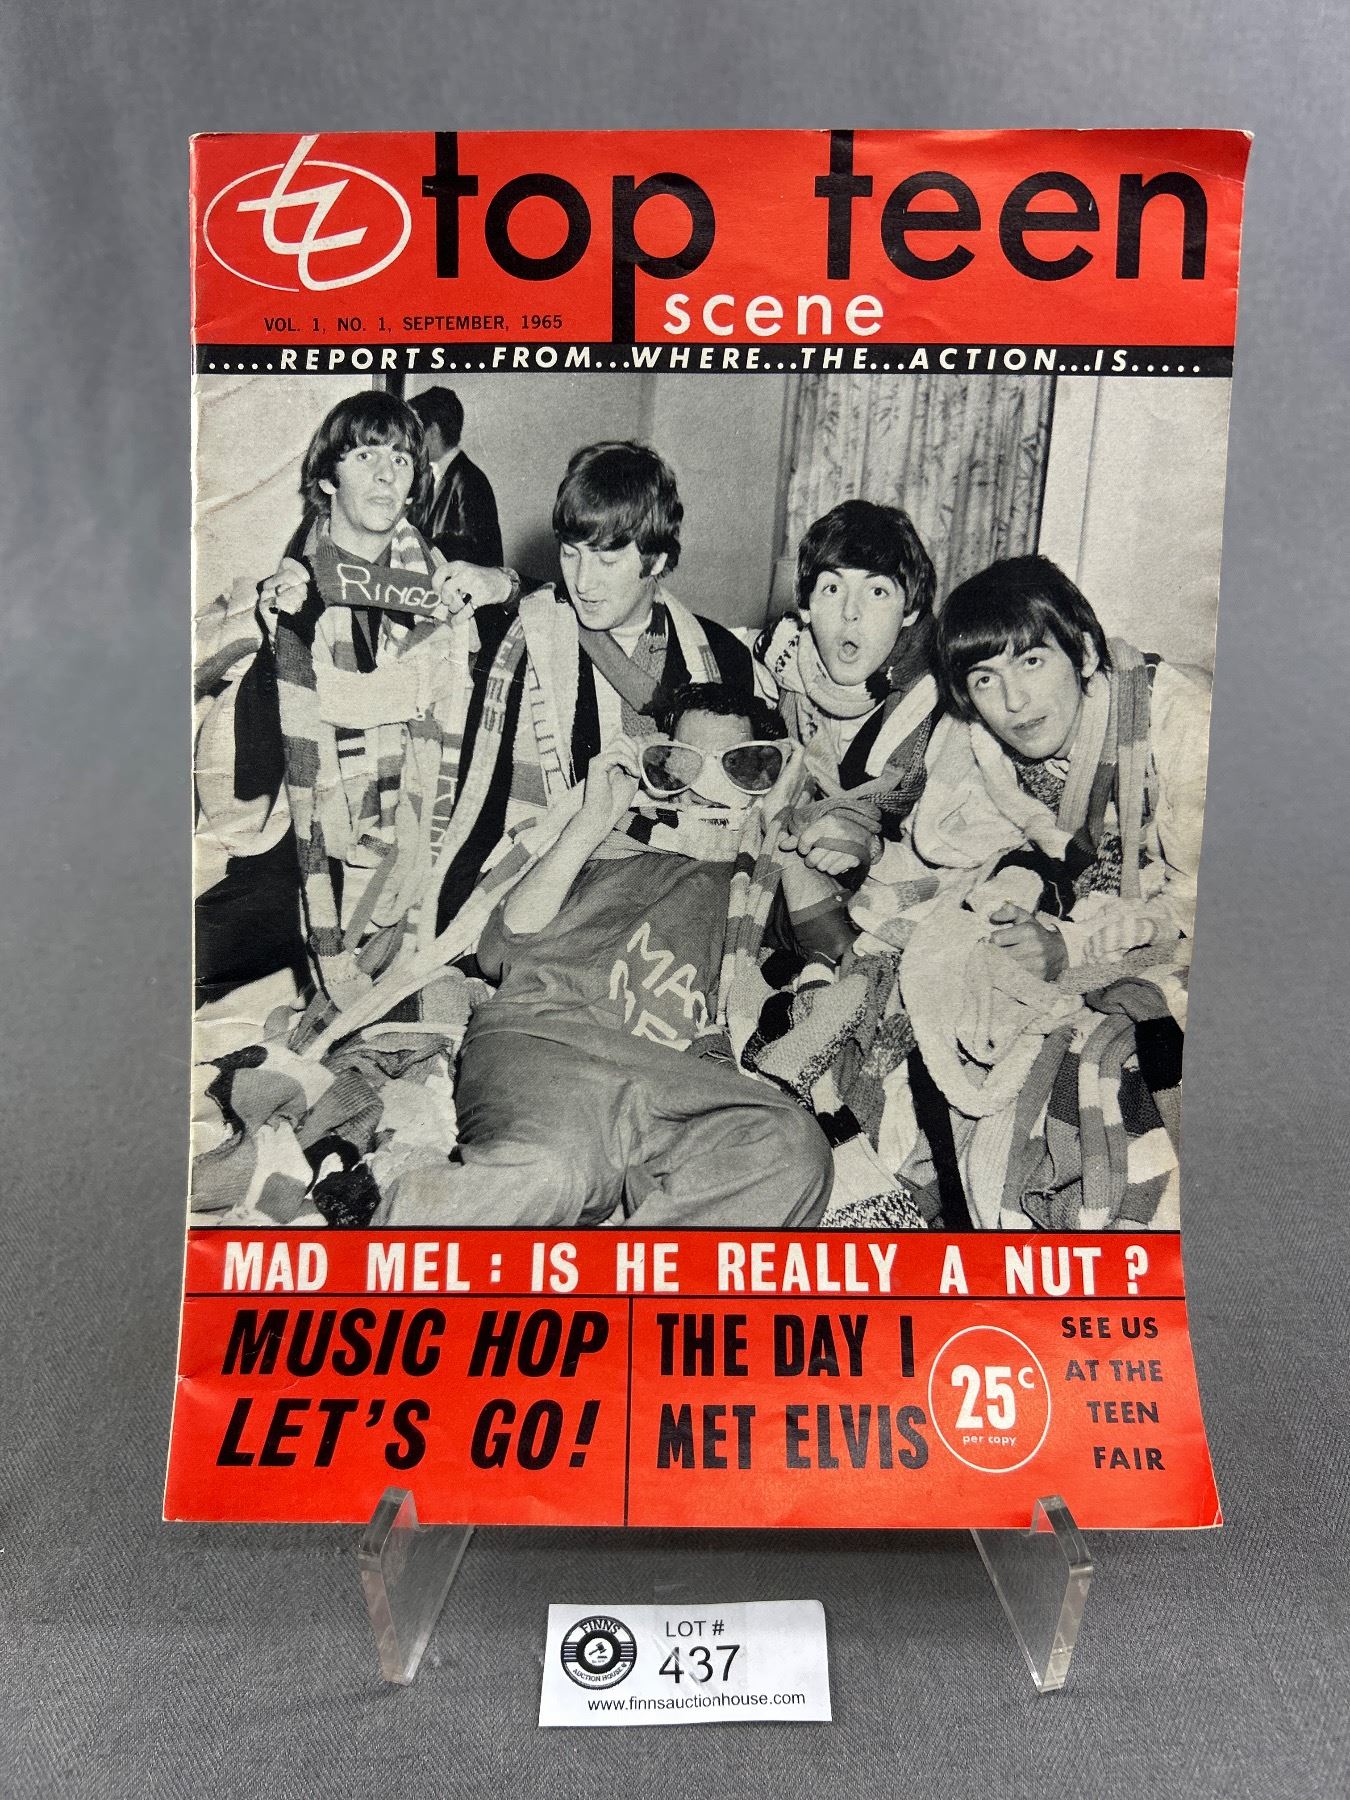 tt top teen
scene
VOL. 1, NO. 1, SEPTEMBER, 1965
.....REPORTS...FROM...WHERE...THE...ACTION...IS.....
RINGO
MAD MEL : IS HE REALLY A NUT ?
MUSIC HOP
LET'S GO!
THE DAY I
MET ELVIS
25c
per copy
SEE US
AT THE
TEEN
FAIR
FINNS
AUCTION HOUSE
LOT #
437
www.finnsauctionhouse.com